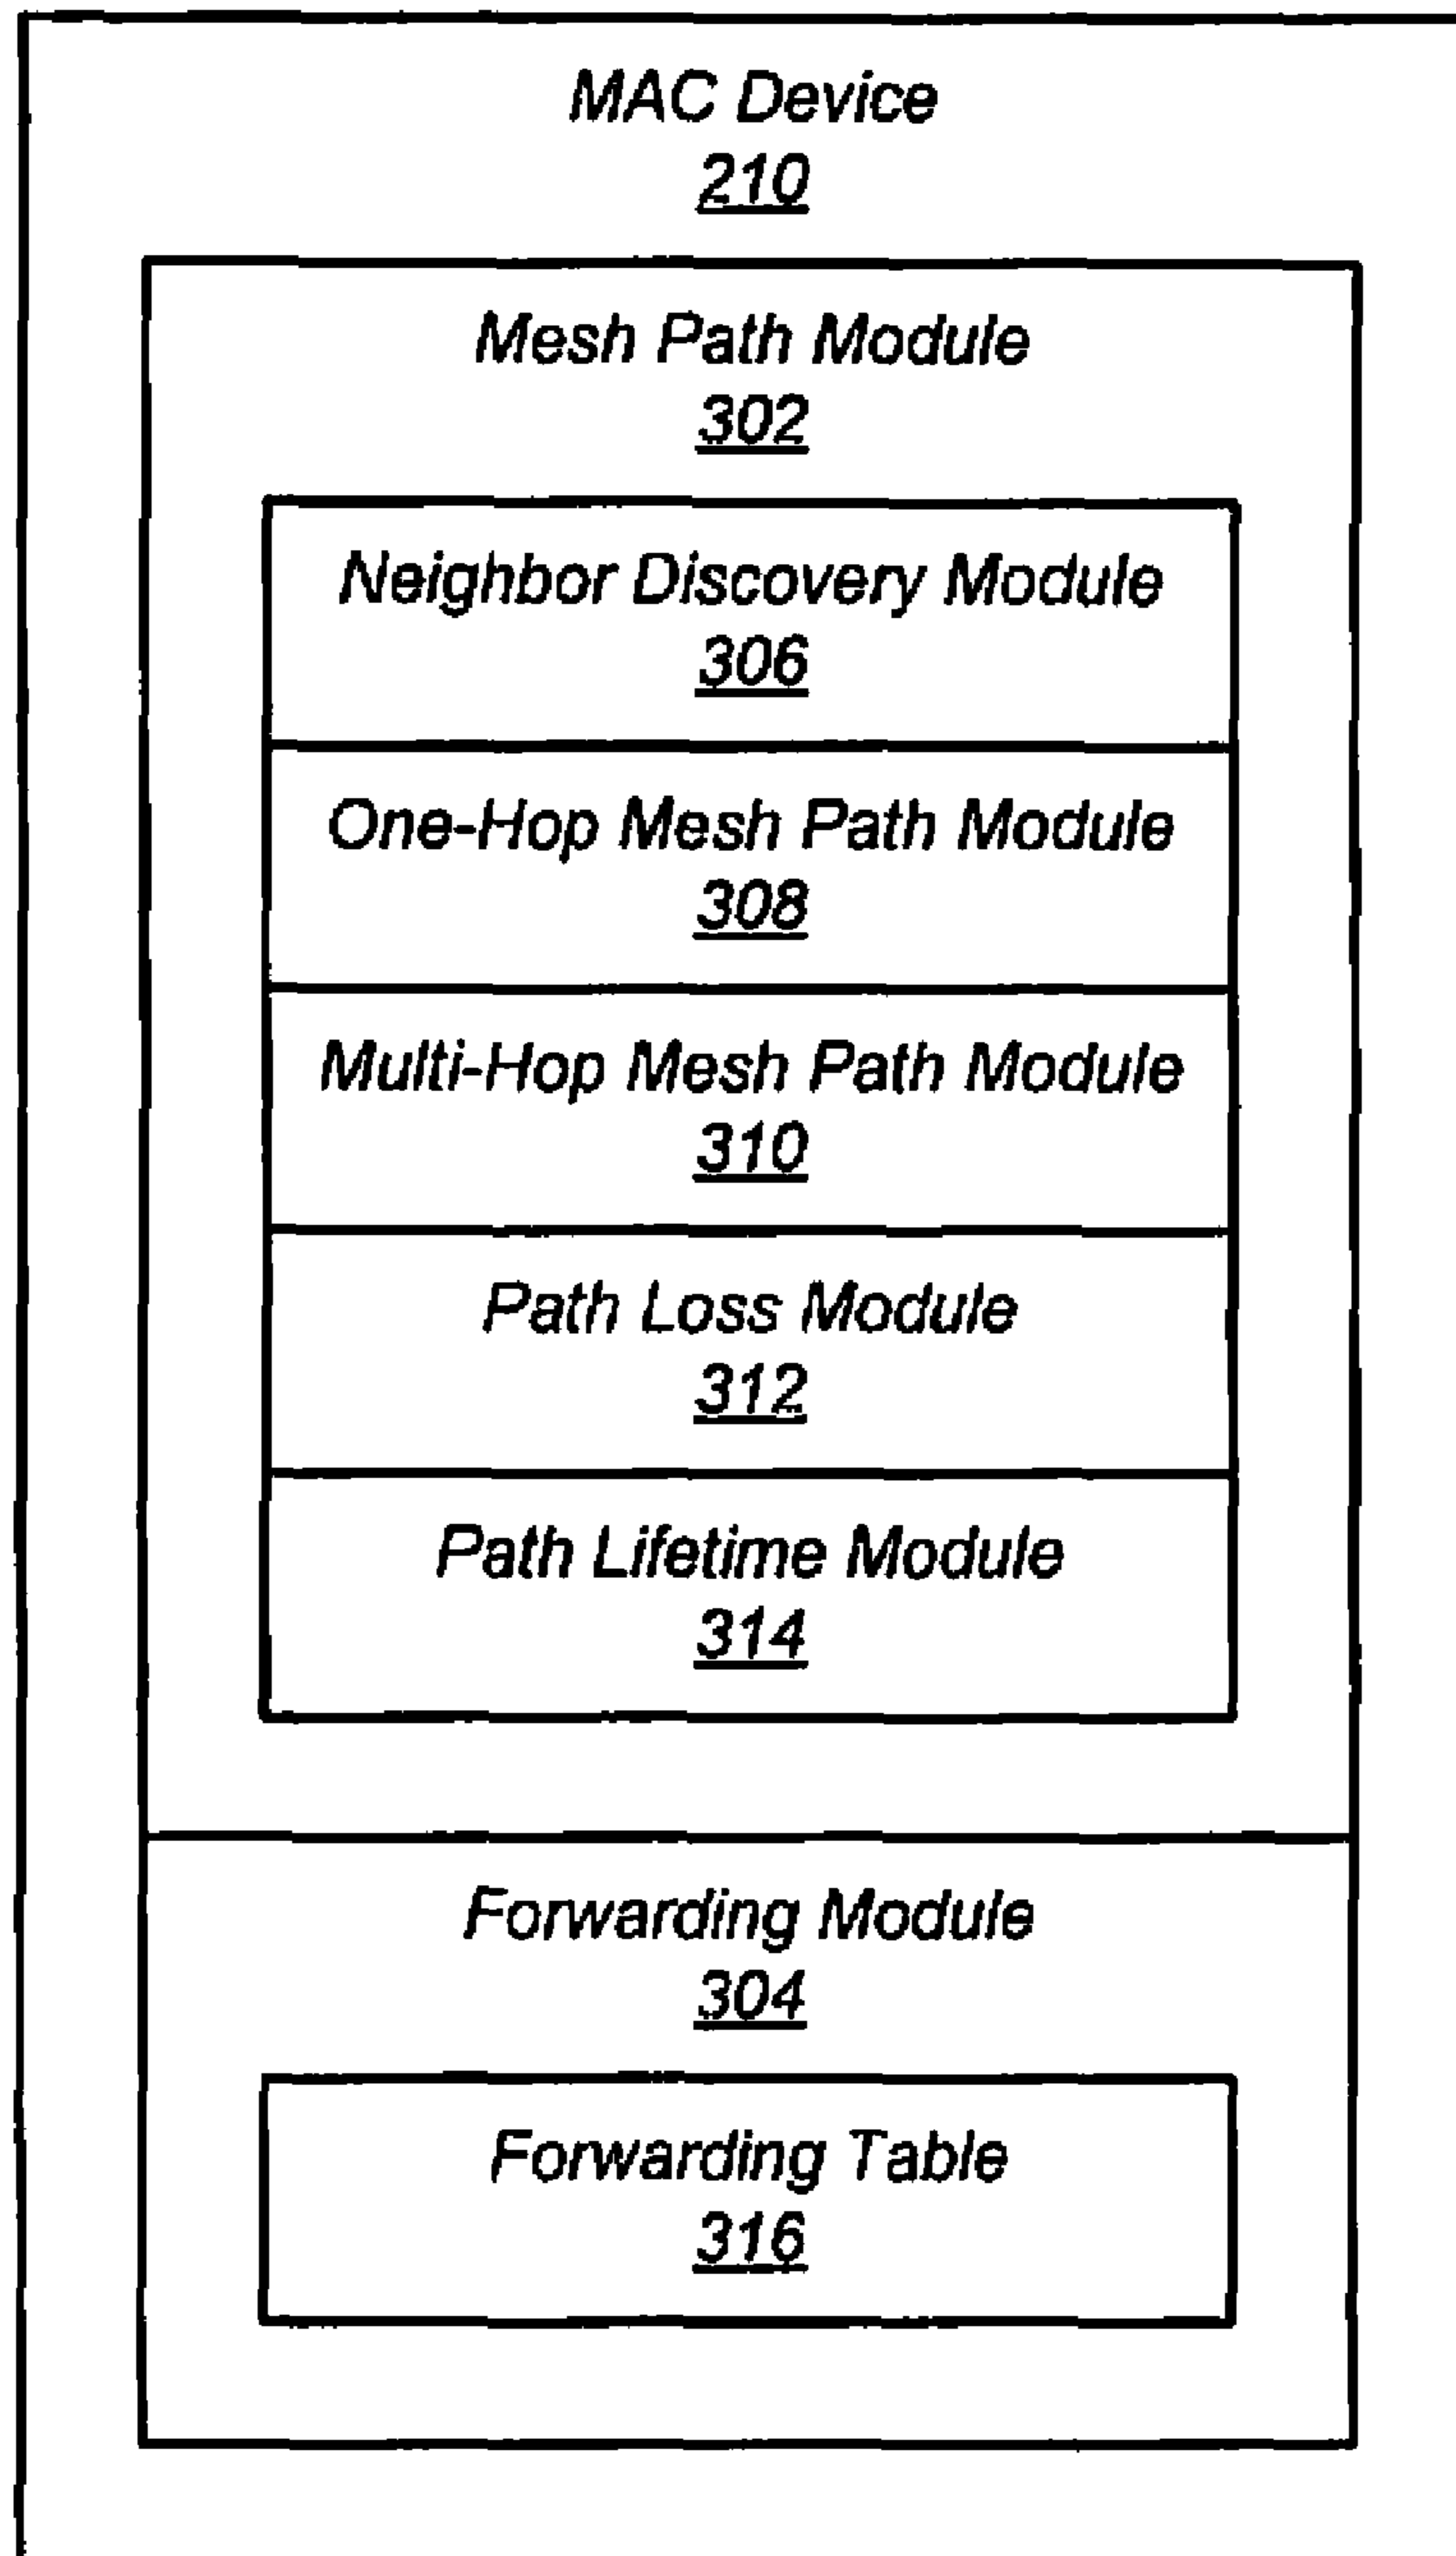 MAC Device
210
Mesh Path Module
302
Neighbor Discovery Module
306
One-Hop Mesh Path Module
308
Multi-Hop Mesh Path Module
310
Path Loss Module
312
Path Lifetime Module
314
Forwarding Module
304
Forwarding Table
316